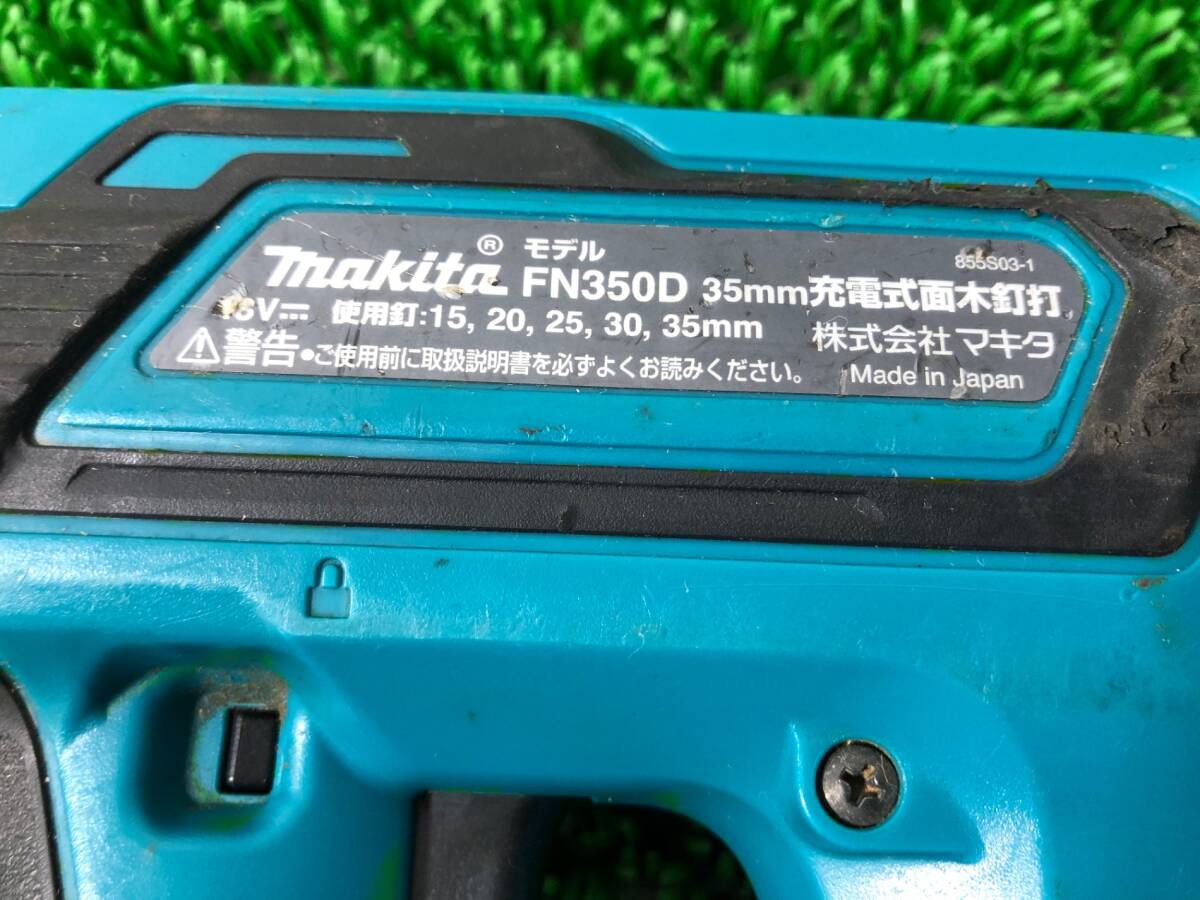 makita® モデル FN350D 35mm充電式面木釘打
855S03-1
8V⎓ 使用釘:15, 20, 25, 30, 35mm 株式会社 マキタ
⚠警告 ●ご使用前に取扱説明書を必ずよくお読みください。 Made in Japan